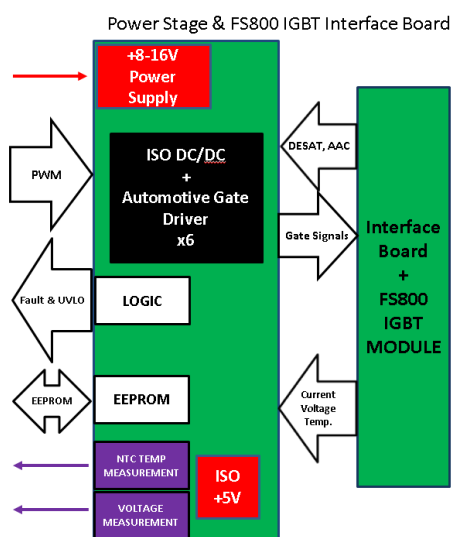 Power Stage & FS800 IGBT Interface Board
+8-16V
Power
Supply
ISO DC/DC
+
Automotive Gate
Driver
x6
PWM
DESAT, AAC
Gate Signals
Interface
Board
+
FS800
IGBT
MODULE
Fault & UVLO
LOGIC
EEPROM
EEPROM
Current
Voltage
Temp.
NTC TEMP
MEASUREMENT
ISO
+5V
VOLTAGE
MEASUREMENT